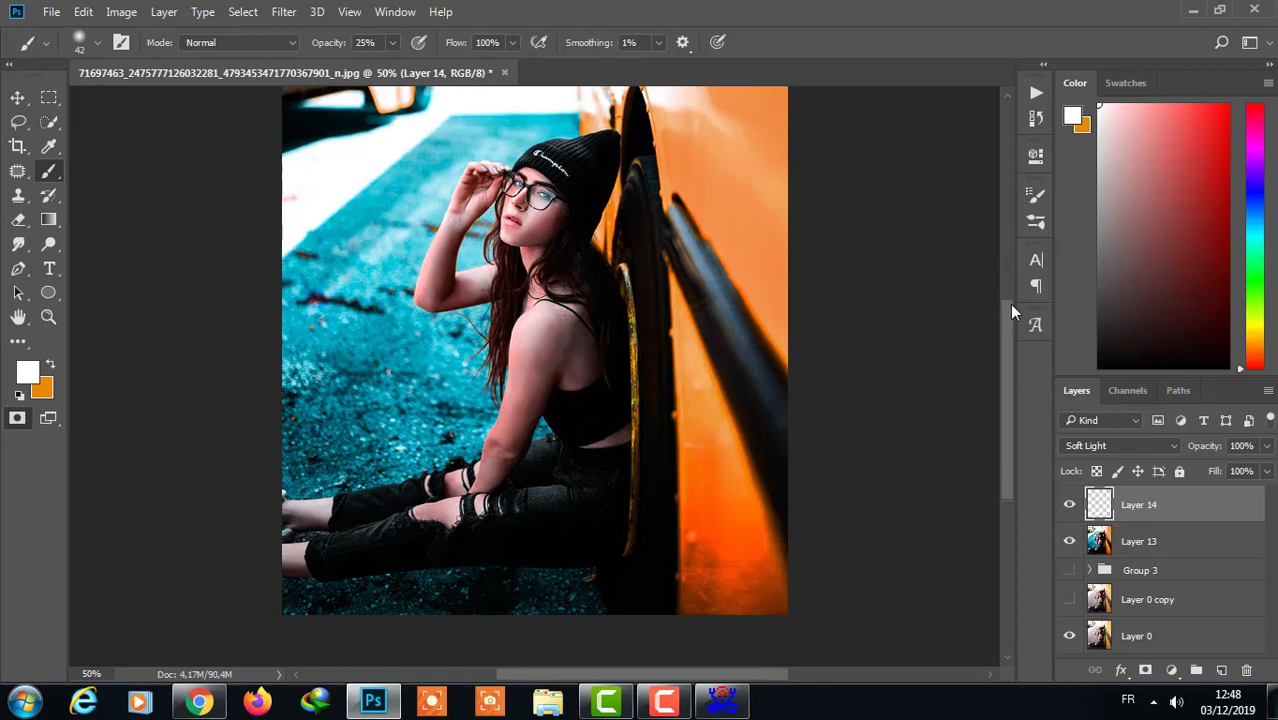 Ps File Edit Image Layer Type Select Filter 3D View Window Help
42 Mode: Normal Opacity: 25% Flow: 100% Smoothing: 1%
71697463_2475777126032281_4793453471770367901_n.jpg @ 50% (Layer 14, RGB/8) *
Color Swatches
Champion
Layers Channels Paths
Kind
Soft Light Opacity: 100%
Lock: Fill: 100%
Layer 14
Layer 13
Group 3
Layer 0 copy
Layer 0
50% Doc: 4,17M/90,4M
Ps FR 12:48
03/12/2019